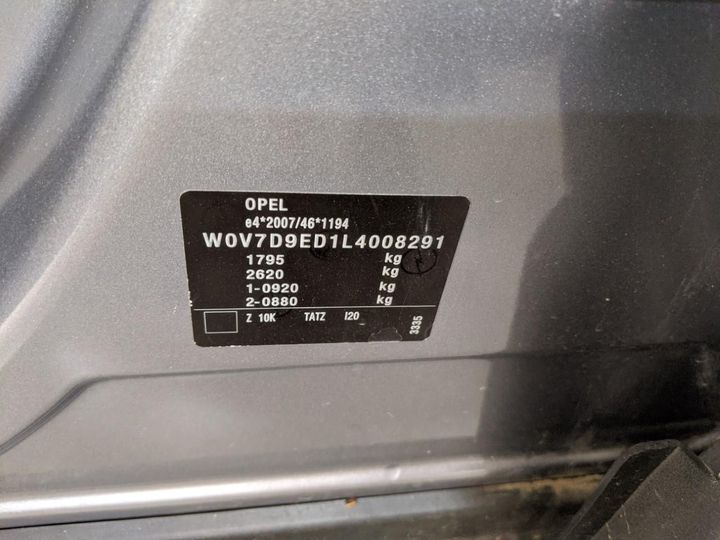 OPEL
e4*2007/46*1194
W0V7D9ED1L4008291
1795 kg
2620 kg
1-0920 kg
2-0880 kg
Z 10K TATZ I20
3335